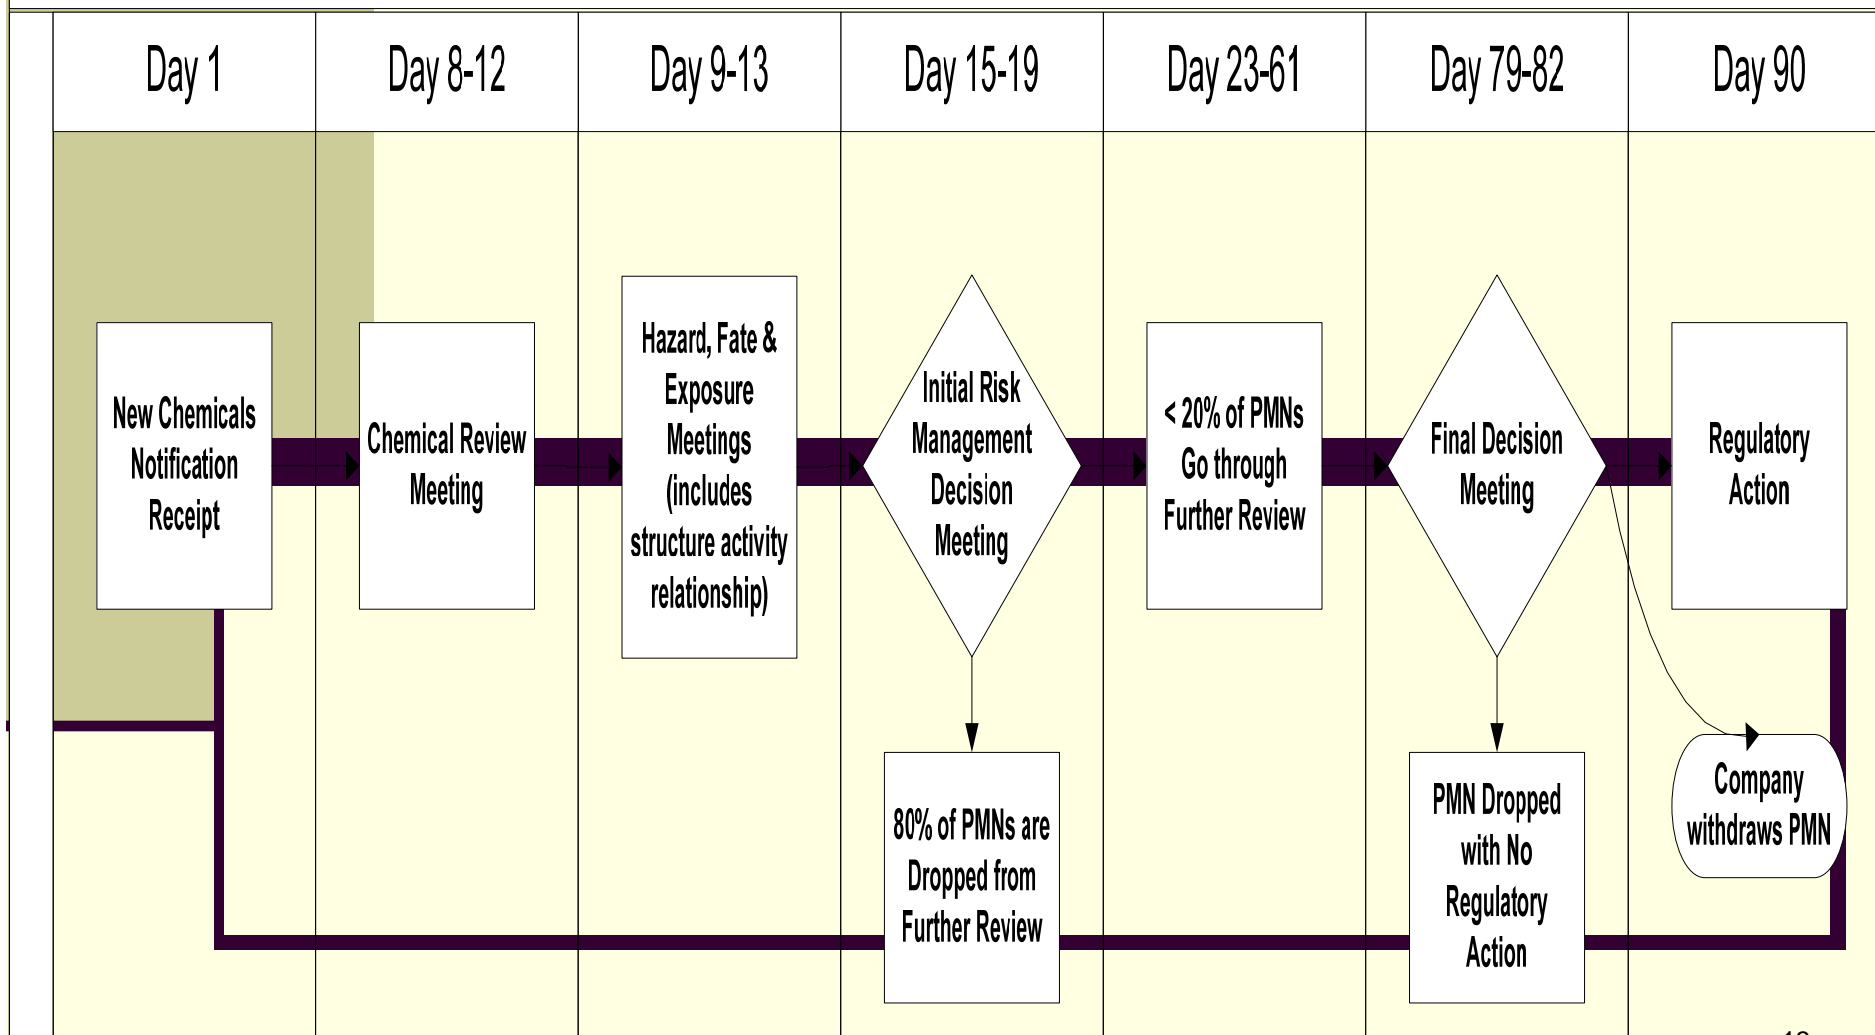 Day 1
Day 8-12
Day 9-13
Day 15-19
Day 23-61
Day 79-82
Day 90
New Chemicals
Notification
Receipt
Chemical Review
Meeting
Hazard, Fate &
Exposure
Meetings
(includes
structure activity
relationship)
Initial Risk
Management
Decision
Meeting
< 20% of PMNs
Go through
Further Review
Final Decision
Meeting
Regulatory
Action
80% of PMNs are
Dropped from
Further Review
PMN Dropped
with No
Regulatory
Action
Company
withdraws PMN